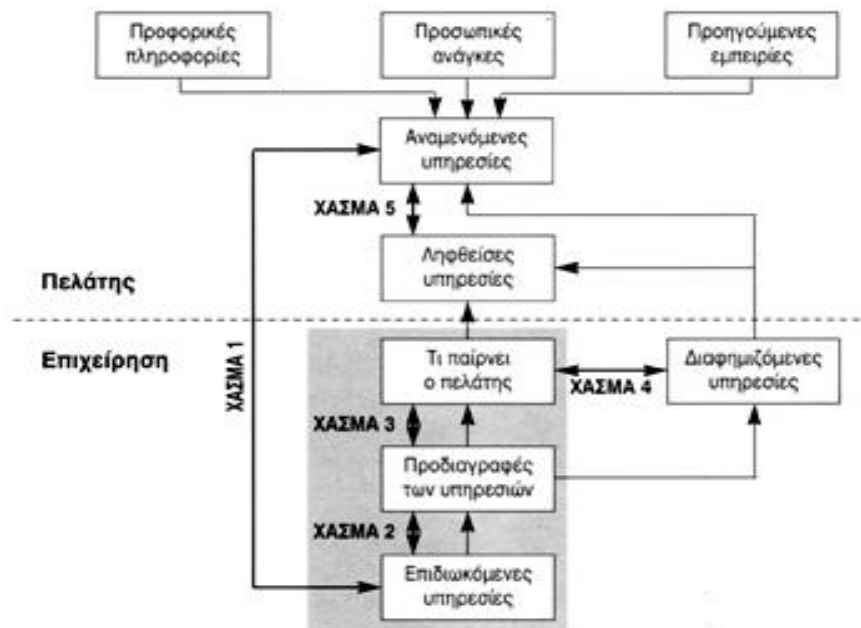 Προφορικές
πληροφορίες
Προσωπικές
ανάγκες
Προηγούμενες
εμπειρίες
Αναμενόμενες
υπηρεσίες
ΧΑΣΜΑ 5
Ληφθείσες
υπηρεσίες
Πελάτης
Επιχείρηση
ΧΑΣΜΑ 1
Τι παίρνει
ο πελάτης
ΧΑΣΜΑ 4
Διαφημιζόμενες
υπηρεσίες
ΧΑΣΜΑ 3
Προδιαγραφές
των υπηρεσιών
ΧΑΣΜΑ 2
Επιδιωκόμενες
υπηρεσίες